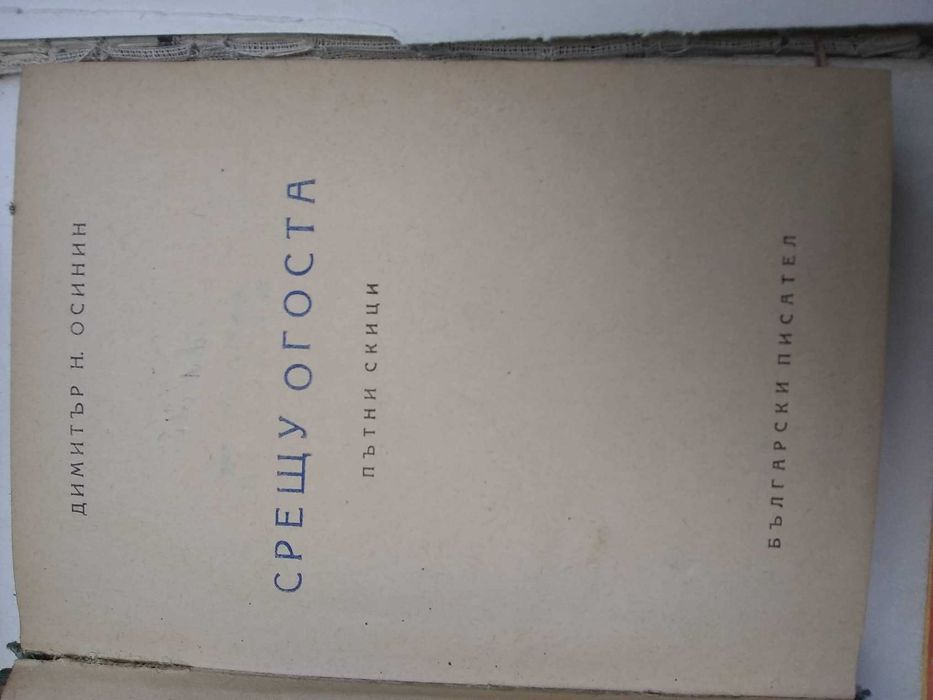 ДИМИТЪР Н. ОСИНИН
СРЕЩУ ОГОСТА
ПЪТНИ СКИЦИ
БЪЛГАРСКИ ПИСАТЕЛ